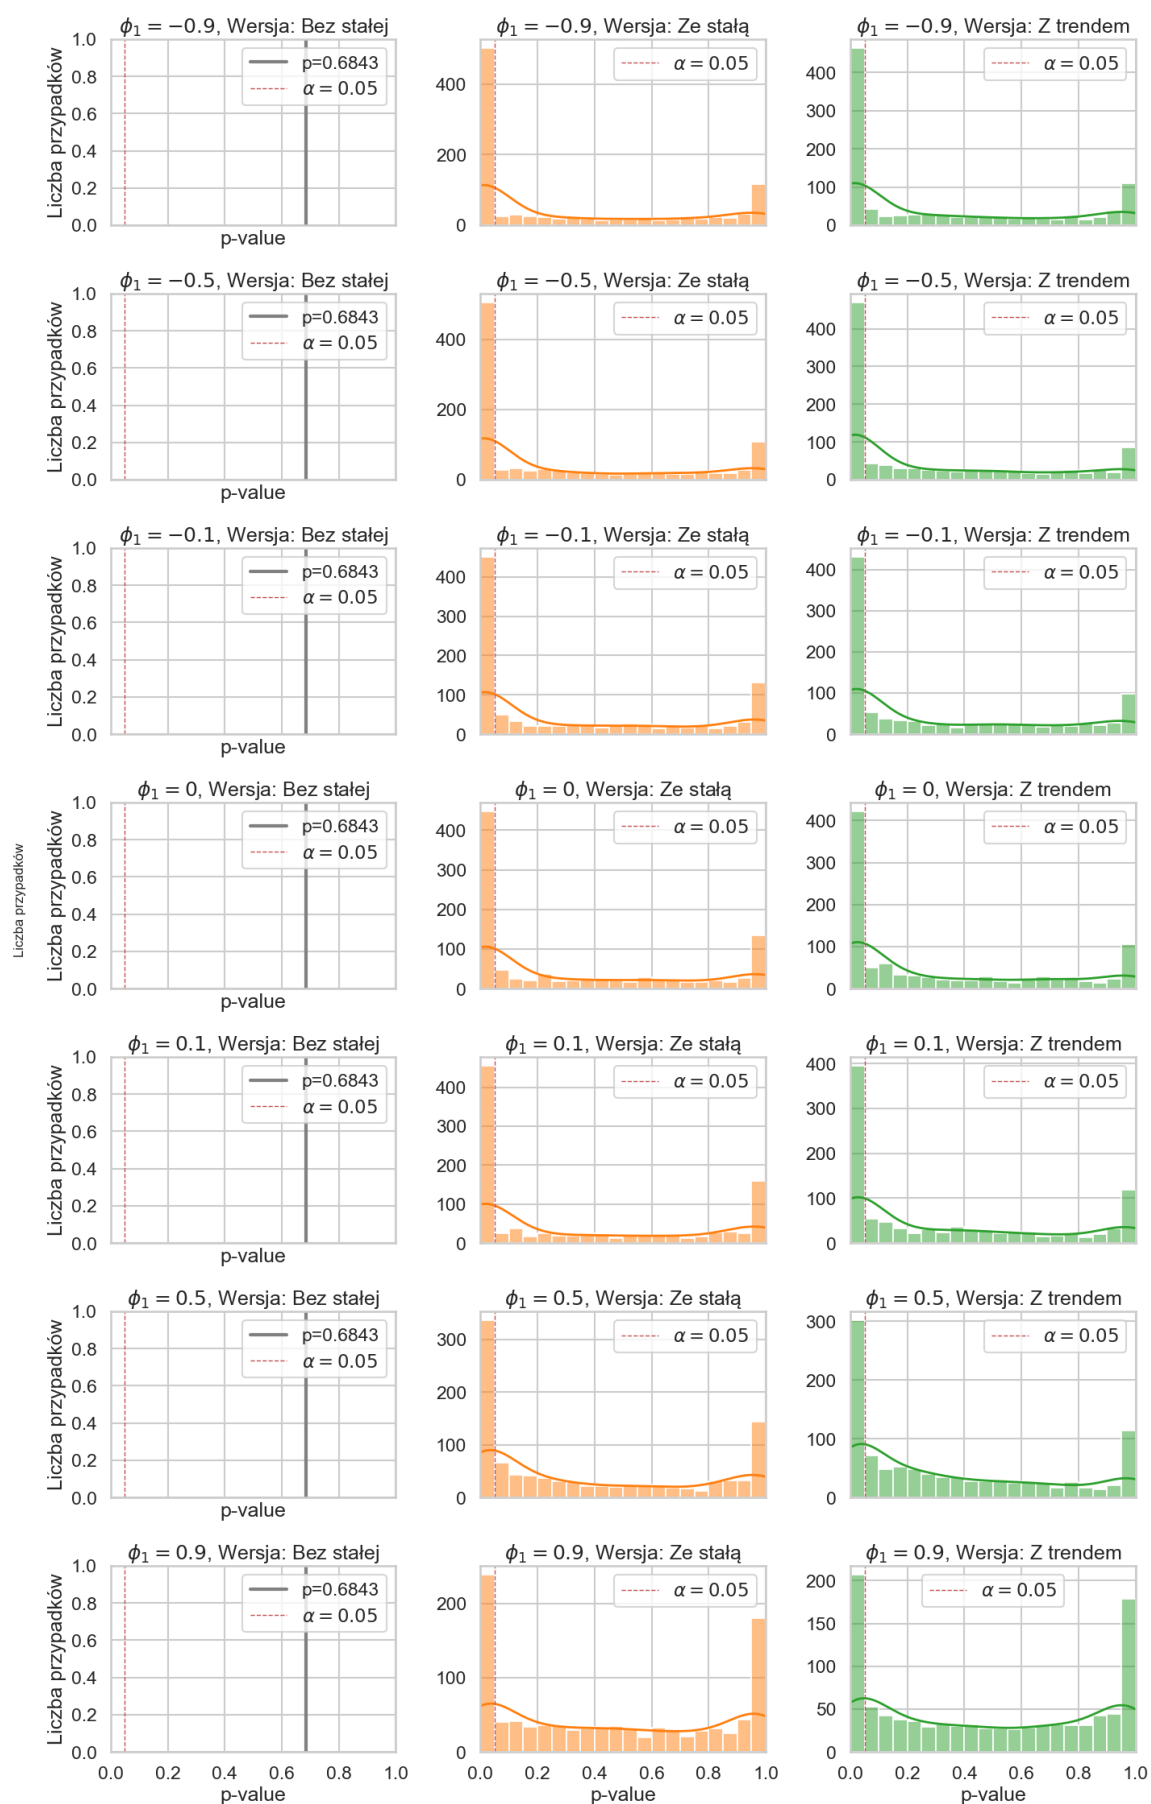 ϕ₁ = −0.9, Wersja: Bez stałej
1.0
0.8
0.6
0.4
0.2
0.0
Liczba przypadków
p-value
p=0.6843
α = 0.05
ϕ₁ = −0.9, Wersja: Ze stałą
400
200
0
α = 0.05
ϕ₁ = −0.9, Wersja: Z trendem
400
300
200
100
0
α = 0.05
ϕ₁ = −0.5, Wersja: Bez stałej
1.0
0.8
0.6
0.4
0.2
0.0
Liczba przypadków
p-value
p=0.6843
α = 0.05
ϕ₁ = −0.5, Wersja: Ze stałą
400
200
0
α = 0.05
ϕ₁ = −0.5, Wersja: Z trendem
400
300
200
100
0
α = 0.05
ϕ₁ = −0.1, Wersja: Bez stałej
1.0
0.8
0.6
0.4
0.2
0.0
Liczba przypadków
p-value
p=0.6843
α = 0.05
ϕ₁ = −0.1, Wersja: Ze stałą
400
300
200
100
0
α = 0.05
ϕ₁ = −0.1, Wersja: Z trendem
400
300
200
100
0
α = 0.05
Liczba przypadków
ϕ₁ = 0, Wersja: Bez stałej
1.0
0.8
0.6
0.4
0.2
0.0
Liczba przypadków
p-value
p=0.6843
α = 0.05
ϕ₁ = 0, Wersja: Ze stałą
400
300
200
100
0
α = 0.05
ϕ₁ = 0, Wersja: Z trendem
400
300
200
100
0
α = 0.05
ϕ₁ = 0.1, Wersja: Bez stałej
1.0
0.8
0.6
0.4
0.2
0.0
Liczba przypadków
p-value
p=0.6843
α = 0.05
ϕ₁ = 0.1, Wersja: Ze stałą
400
300
200
100
0
α = 0.05
ϕ₁ = 0.1, Wersja: Z trendem
400
300
200
100
0
α = 0.05
ϕ₁ = 0.5, Wersja: Bez stałej
1.0
0.8
0.6
0.4
0.2
0.0
Liczba przypadków
p-value
p=0.6843
α = 0.05
ϕ₁ = 0.5, Wersja: Ze stałą
300
200
100
0
α = 0.05
ϕ₁ = 0.5, Wersja: Z trendem
300
200
100
0
α = 0.05
ϕ₁ = 0.9, Wersja: Bez stałej
1.0
0.8
0.6
0.4
0.2
0.0
Liczba przypadków
p=0.6843
α = 0.05
0.0 0.2 0.4 0.6 0.8 1.0
p-value
ϕ₁ = 0.9, Wersja: Ze stałą
200
100
0
α = 0.05
0.0 0.2 0.4 0.6 0.8 1.0
p-value
ϕ₁ = 0.9, Wersja: Z trendem
200
150
100
50
0
α = 0.05
0.0 0.2 0.4 0.6 0.8 1.0
p-value